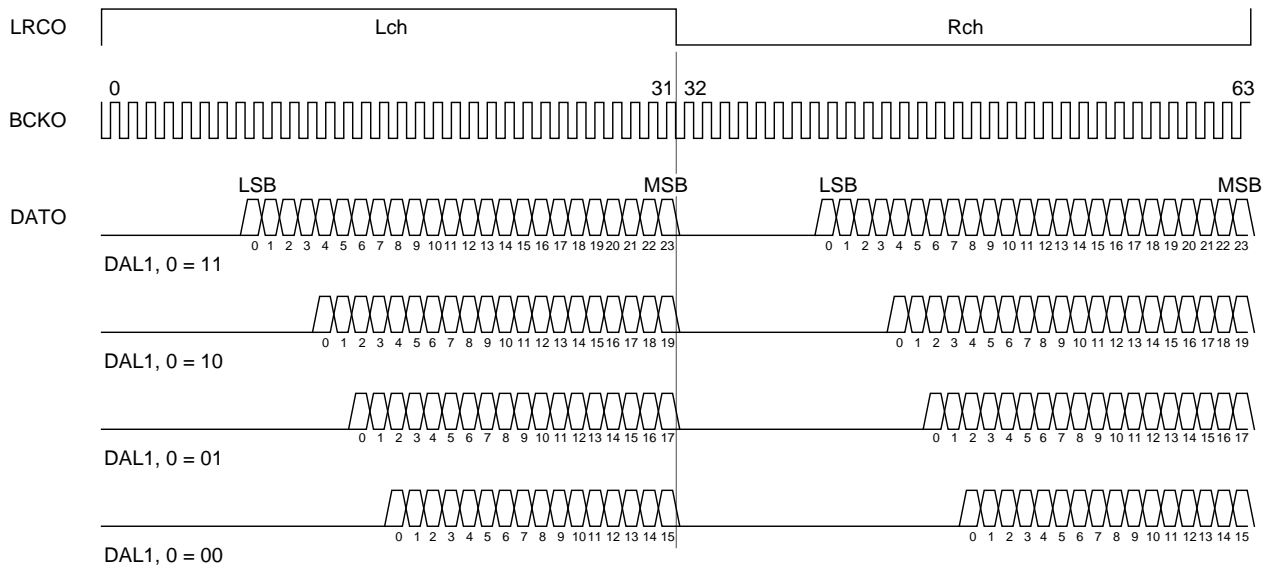 LRCO Lch Rch
0 31 32 63
BCKO
LSB MSB LSB MSB
DATO
0 1 2 3 4 5 6 7 8 9 10 11 12 13 14 15 16 17 18 19 20 21 22 23 0 1 2 3 4 5 6 7 8 9 10 11 12 13 14 15 16 17 18 19 20 21 22 23
DAL1, 0 = 11
0 1 2 3 4 5 6 7 8 9 10 11 12 13 14 15 16 17 18 19 0 1 2 3 4 5 6 7 8 9 10 11 12 13 14 15 16 17 18 19
DAL1, 0 = 10
0 1 2 3 4 5 6 7 8 9 10 11 12 13 14 15 16 17 0 1 2 3 4 5 6 7 8 9 10 11 12 13 14 15 16 17
DAL1, 0 = 01
0 1 2 3 4 5 6 7 8 9 10 11 12 13 14 15 0 1 2 3 4 5 6 7 8 9 10 11 12 13 14 15
DAL1, 0 = 00